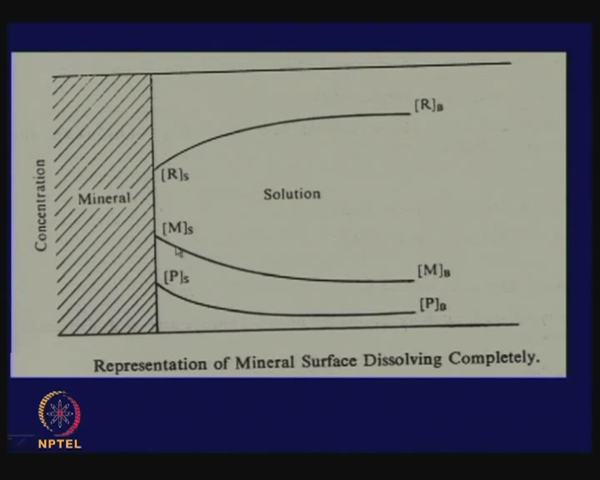 [R]B
[R]S
Concentration
Mineral
Solution
[M]S
[P]S
[M]B
[P]B
Representation of Mineral Surface Dissolving Completely.
NPTEL